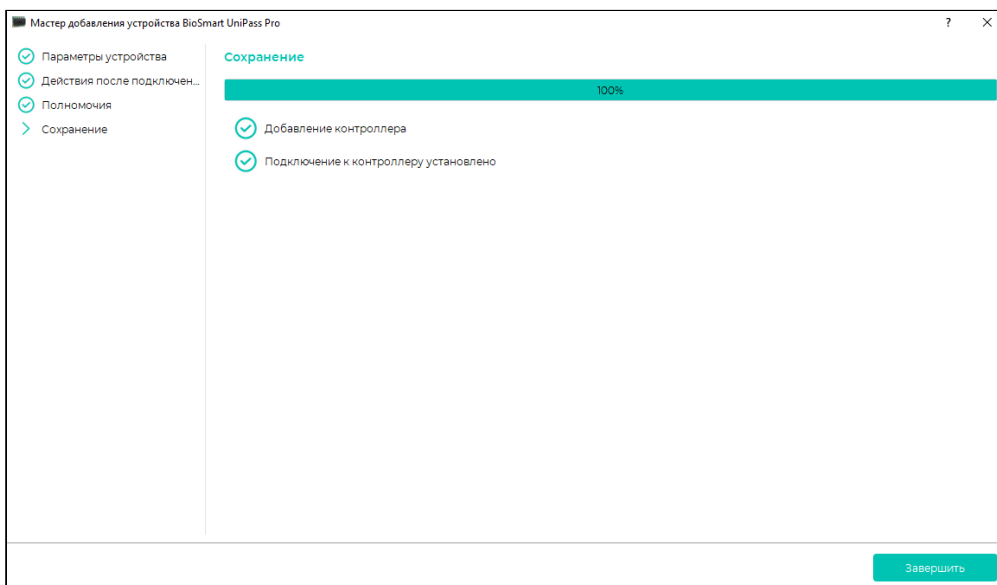 Мастер добавления устройства BioSmart UniPass Pro
?
Параметры устройства
Действия после подключен...
Полномочия
Сохранение
Сохранение
100%
Добавление контроллера
Подключение к контроллеру установлено
Завершить